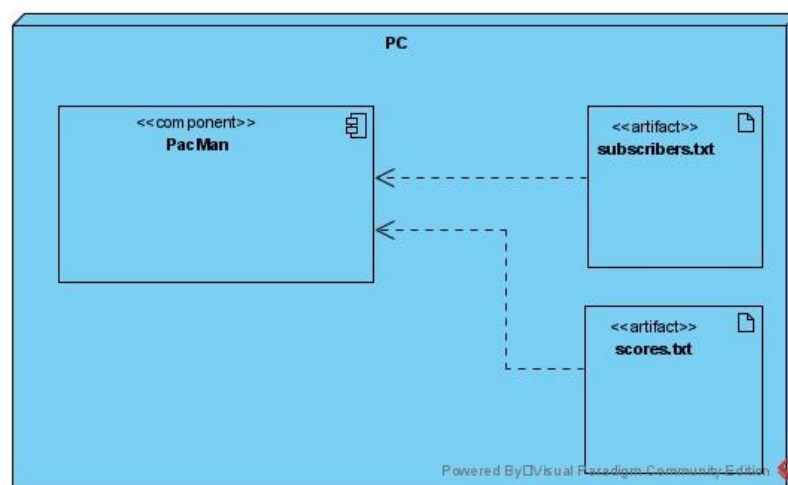 PC
<<component>>
PacMan
<<artifact>>
subscribers.txt
<<artifact>>
scores.txt
Powered By□Visual Paradigm Community Edition